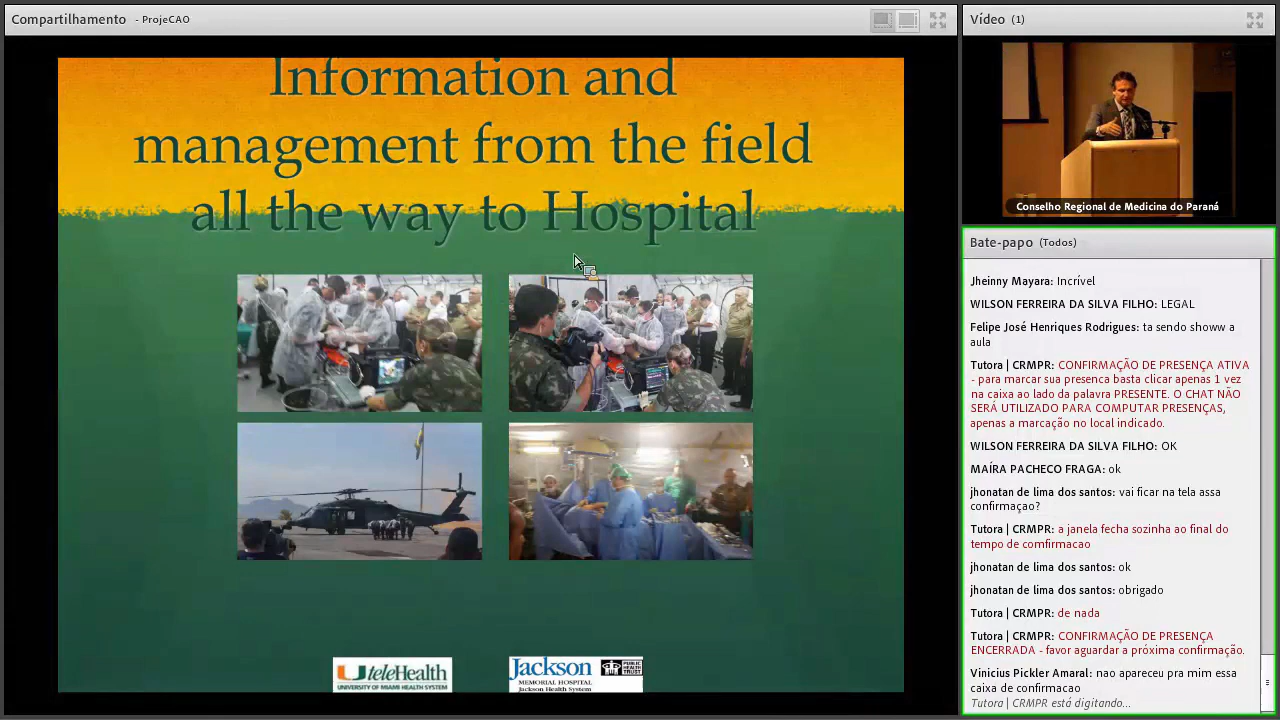 Compartilhamento - ProjeCAO
Information and
management from the field
all the way to Hospital
U teleHealth
UNIVERSITY OF MIAMI HEALTH SYSTEM
Jackson
MEMORIAL HOSPITAL
Jackson Health System
PUBLIC
HEALTH
TRUST
Vídeo (1)
Conselho Regional de Medicina do Paraná
Bate-papo (Todos)
Jheinny Mayara: Incrível
WILSON FERREIRA DA SILVA FILHO: LEGAL
Felipe José Henriques Rodrigues: ta sendo showw a
aula
Tutora | CRMPR: CONFIRMAÇÃO DE PRESENÇA ATIVA
- para marcar sua presenca basta clicar apenas 1 vez
na caixa ao lado da palavra PRESENTE. O CHAT NÃO
SERÁ UTILIZADO PARA COMPUTAR PRESENÇAS,
apenas a marcação no local indicado.
WILSON FERREIRA DA SILVA FILHO: OK
MAÍRA PACHECO FRAGA: ok
jhonatan de lima dos santos: vai ficar na tela assa
confirmaçao?
Tutora | CRMPR: a janela fecha sozinha ao final do
tempo de comfirmacao
jhonatan de lima dos santos: ok
jhonatan de lima dos santos: obrigado
Tutora | CRMPR: de nada
Tutora | CRMPR: CONFIRMAÇÃO DE PRESENÇA
ENCERRADA - favor aguardar a próxima confirmação.
Vinicius Pickler Amaral: nao apareceu pra mim esse
caixa de confirmacao
Tutora | CRMPR está digitando...